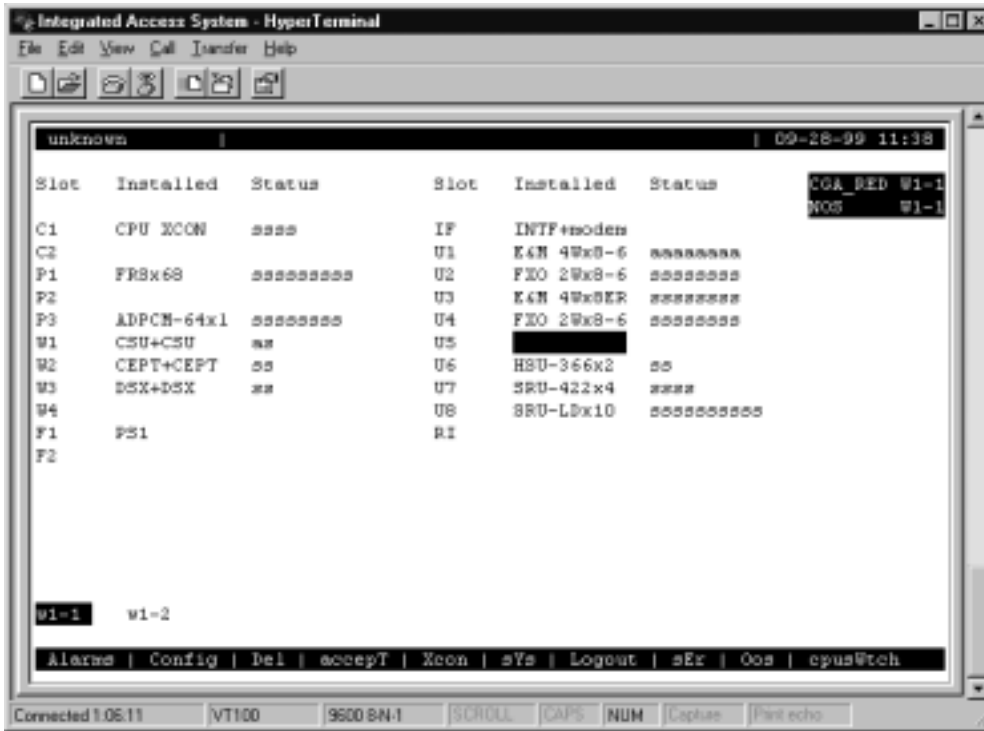 Integrated Access System - HyperTerminal
File Edit View Call Transfer Help
unknown | | 09-28-99 11:38
Slot Installed Status Slot Installed Status CGA_RED W1-1
NOS W1-1
C1 CPU XCON ssss IF INTF+modem
C2 U1 E&M 4Wx8-6 aaaaaaaa
P1 FR8x68 sssssssss U2 FXO 2Wx8-6 ssssssss
P2 U3 E&M 4Wx8ER ssssssss
P3 ADPCM-64x1 ssssssss U4 FXO 2Wx8-6 ssssssss
W1 CSU+CSU as U5
W2 CEPT+CEPT ss U6 HSU-366x2 ss
W3 DSX+DSX ss U7 SRU-422x4 ssss
W4 U8 SRU-LDx10 ssssssssss
F1 PS1 RI
F2
w1-1 w1-2
Alarms | Config | Del | accepT | Xcon | sYs | Logout | sEr | Oos | cpusWtch
Connected 1:06:11 VT100 9600 8-N-1 SCROLL CAPS NUM Capture Print echo